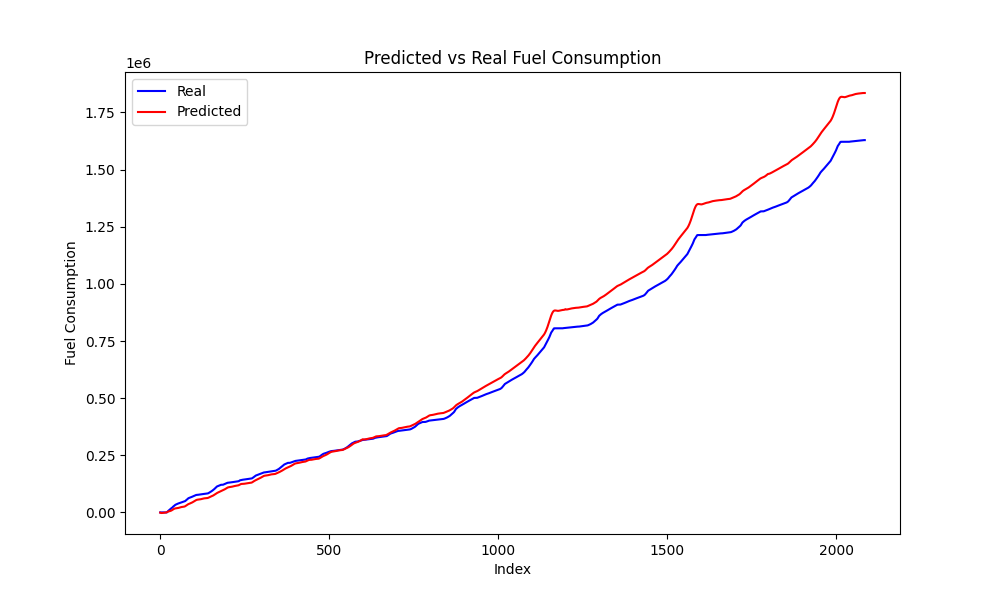 Predicted vs Real Fuel Consumption
1e6
Real
Predicted
1.75
1.50
1.25
1.00
0.75
0.50
0.25
0.00
Fuel Consumption
0 500 1000 1500 2000
Index